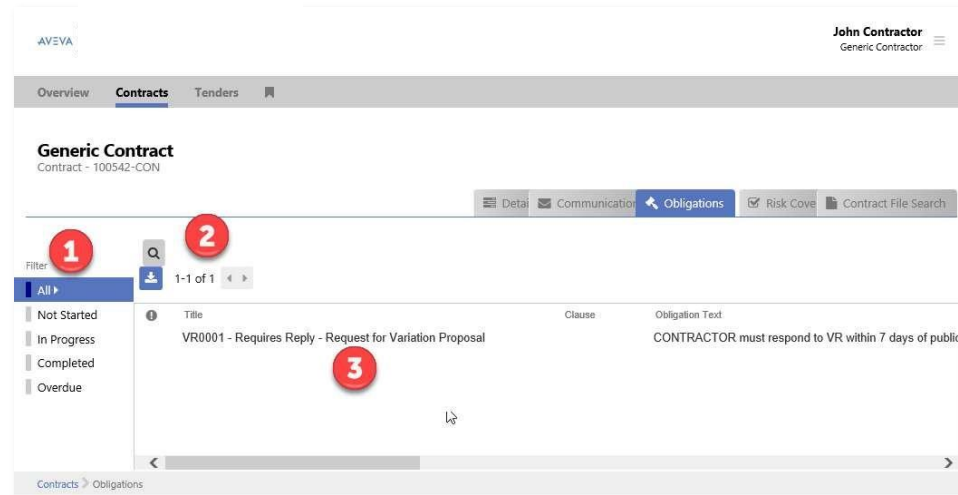 AVEVA
John Contractor
Generic Contractor
Overview Contracts Tenders
Generic Contract
Contract - 100542-CON
Detai Communication Obligations Risk Cove Contract File Search
1
2
Filter
1-1 of 1
All
Not Started
In Progress
Completed
Overdue
Title Clause Obligation Text
VR0001 - Requires Reply - Request for Variation Proposal CONTRACTOR must respond to VR within 7 days of public
3
Contracts Obligations